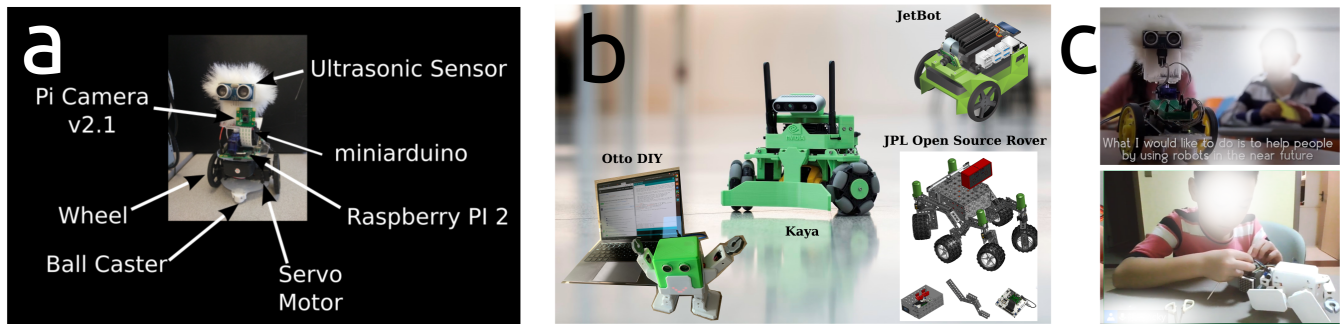 a
Ultrasonic Sensor
Pi Camera
v2.1
miniarduino
Wheel
Raspberry PI 2
Ball Caster
Servo
Motor
b
JetBot
JPL Open Source Rover
Otto DIY
Kaya
c
What I would like to do is to help people
by using robots in the near future